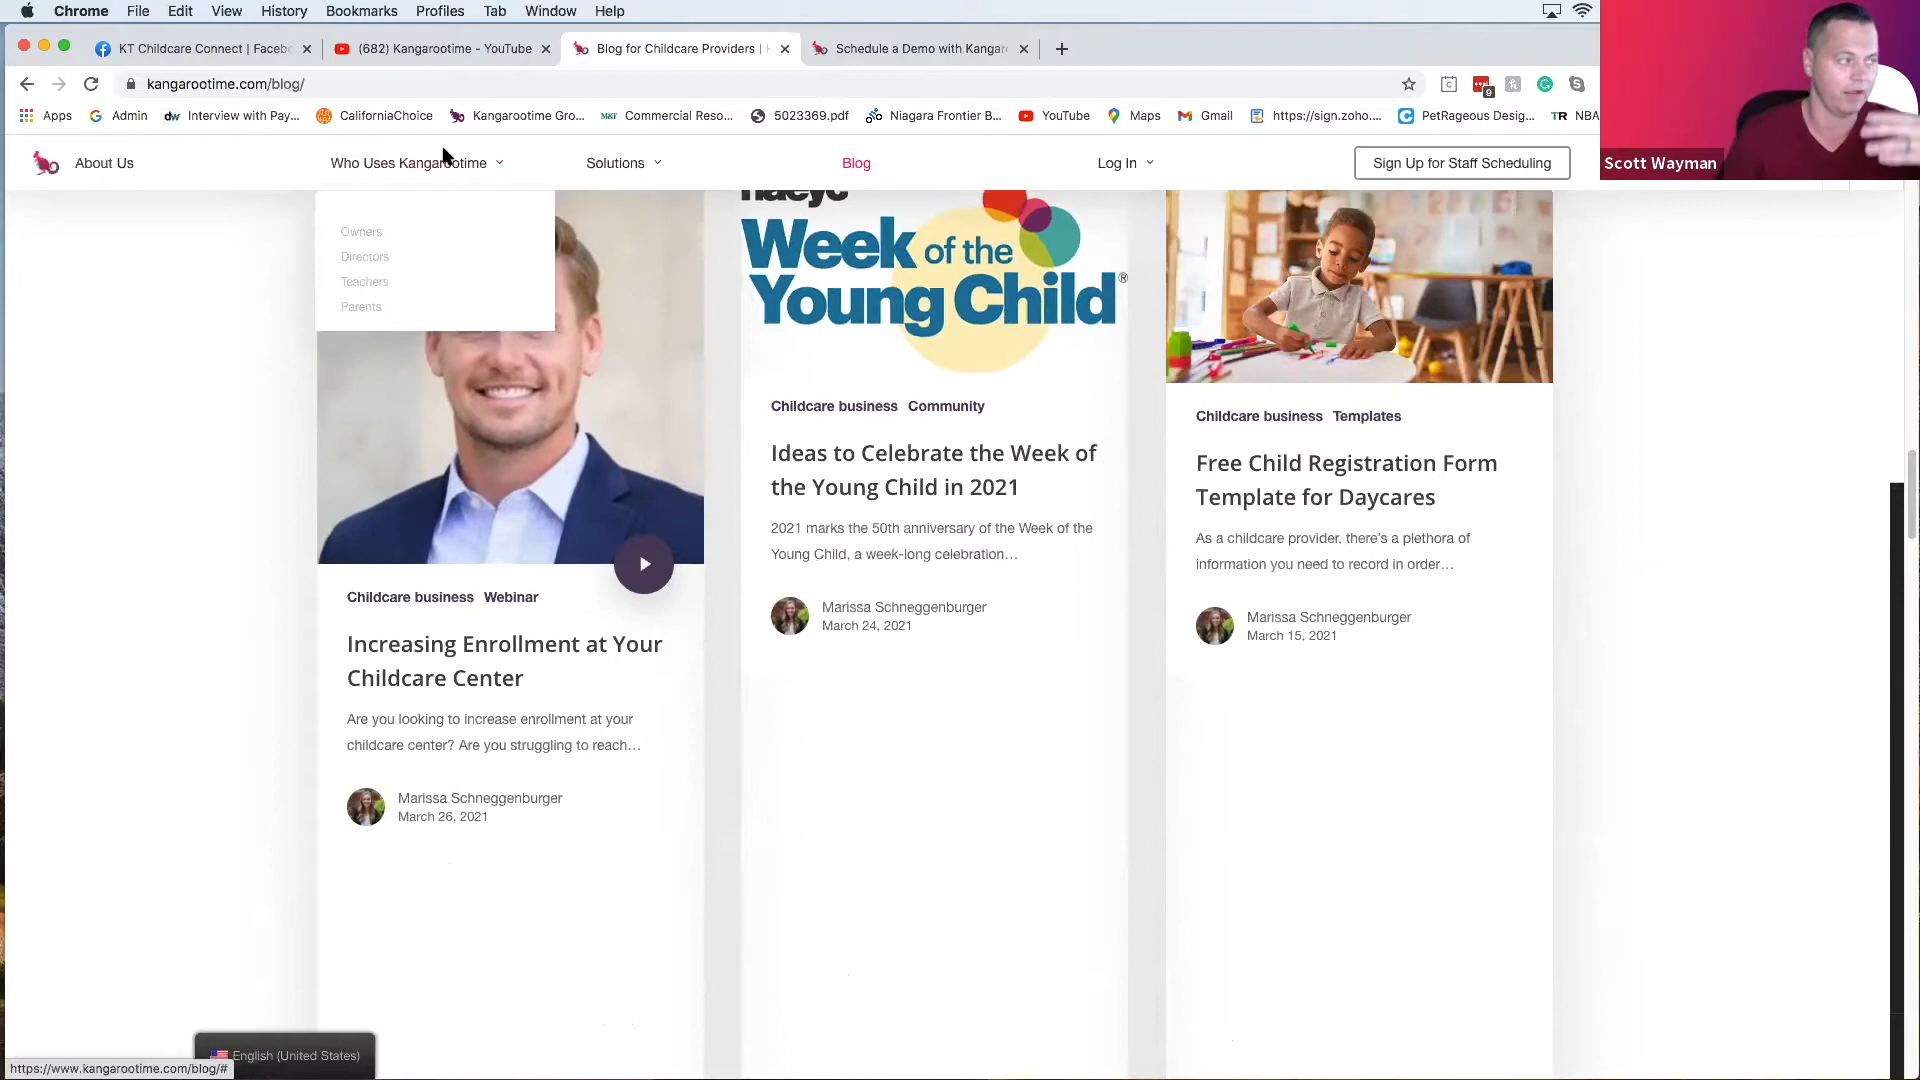 Chrome File Edit View History Bookmarks Profiles Tab Window Help
KT Childcare Connect | Facebo
(682) Kangarootime - YouTube
Blog for Childcare Providers |
Schedule a Demo with Kangar
kangarootime.com/blog/
9
Apps
Admin
Interview with Pay...
CaliforniaChoice
Kangarootime Gro...
Commercial Reso...
5023369.pdf
Niagara Frontier B...
YouTube
Maps
Gmail
https://sign.zoho....
PetRageous Desig...
NBA
About Us
Who Uses Kangarootime
Solutions
Blog
Log In
Sign Up for Staff Scheduling
Scott Wayman
Owners
Directors
Teachers
Parents
naeyc
Week of the
Young Child®
Childcare business Webinar
Increasing Enrollment at Your
Childcare Center
Are you looking to increase enrollment at your
childcare center? Are you struggling to reach...
Marissa Schneggenburger
March 26, 2021
Childcare business Community
Ideas to Celebrate the Week of
the Young Child in 2021
2021 marks the 50th anniversary of the Week of the
Young Child, a week-long celebration...
Marissa Schneggenburger
March 24, 2021
Childcare business Templates
Free Child Registration Form
Template for Daycares
As a childcare provider, there's a plethora of
information you need to record in order...
Marissa Schneggenburger
March 15, 2021
English (United States)
https://www.kangarootime.com/blog/#